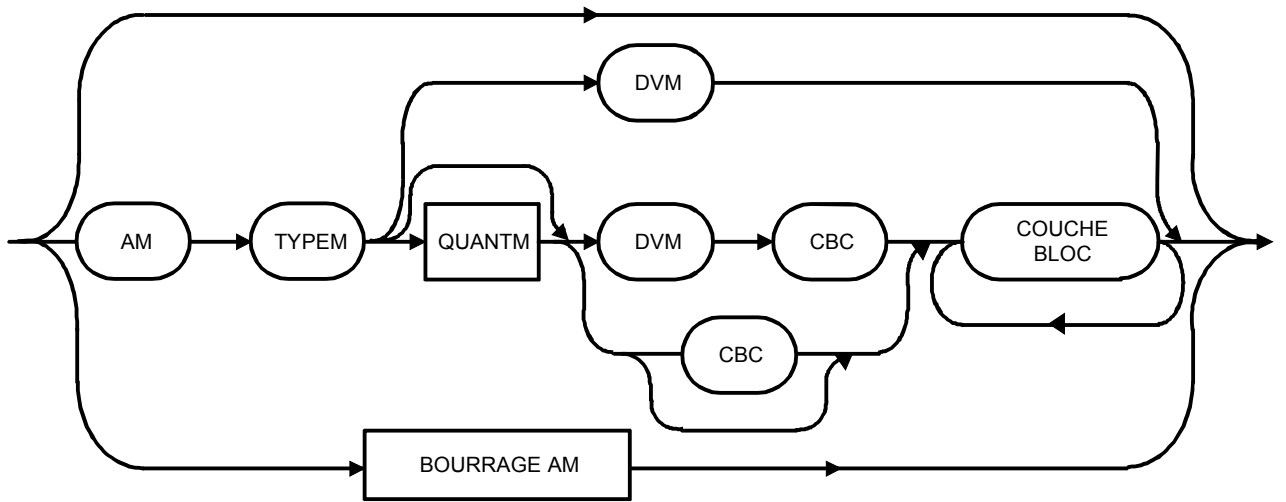 DVM
AM
TYPEM
QUANTM
DVM
CBC
COUCHE
BLOC
CBC
BOURRAGE AM